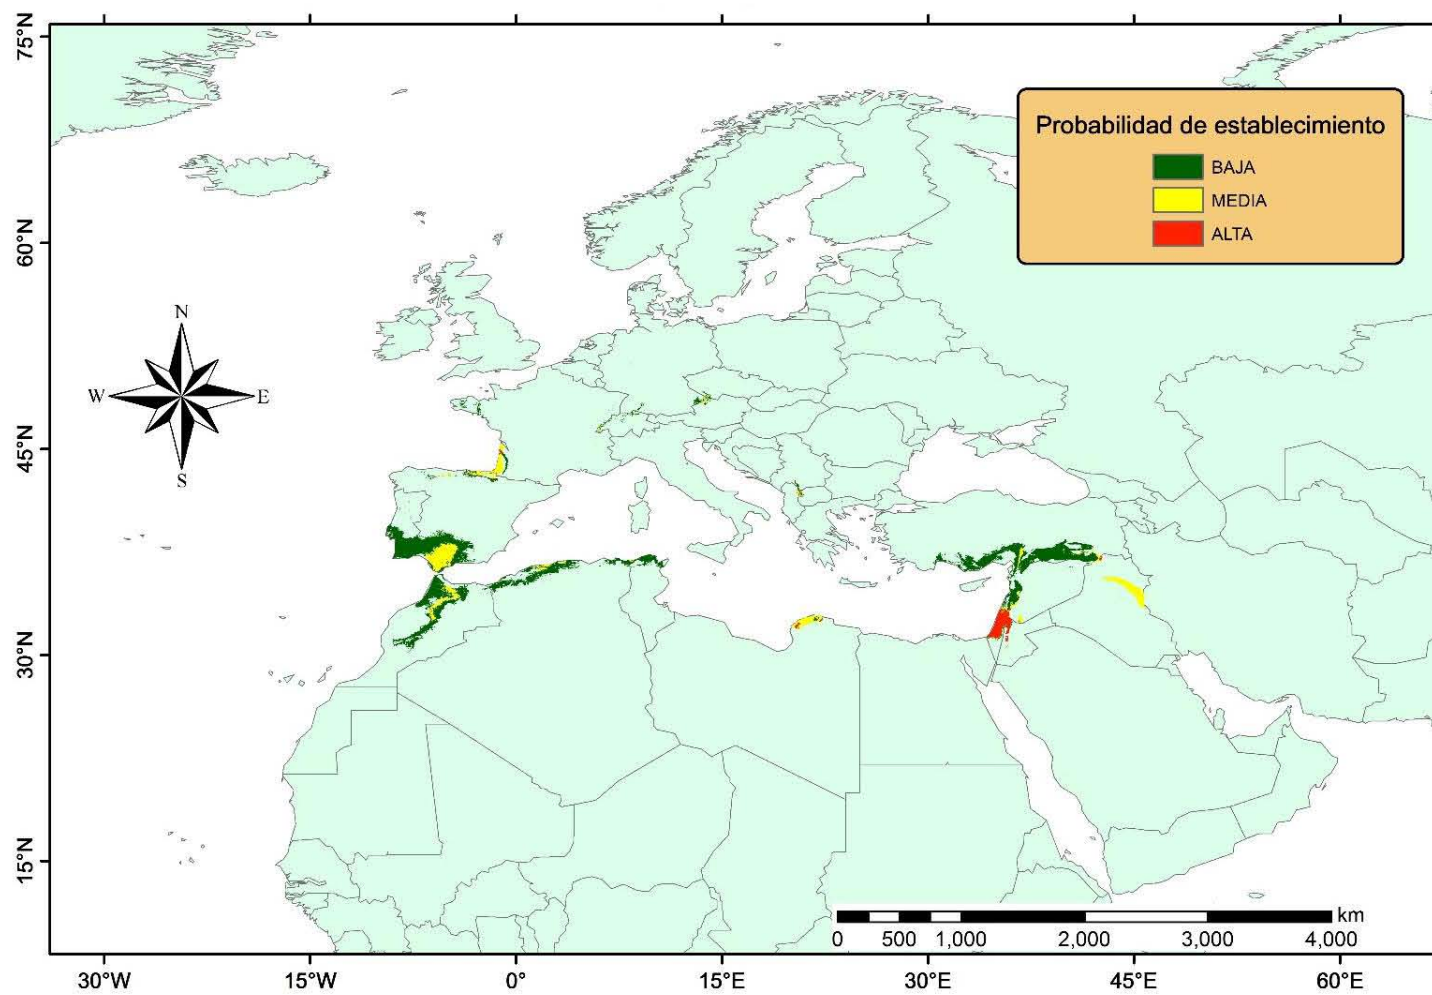 75°N
60°N
45°N
30°N
15°N
Probabilidad de establecimiento
BAJA
MEDIA
ALTA
N
W
E
S
km
0 500 1,000 2,000 3,000 4,000
30°W 15°W 0° 15°E 30°E 45°E 60°E